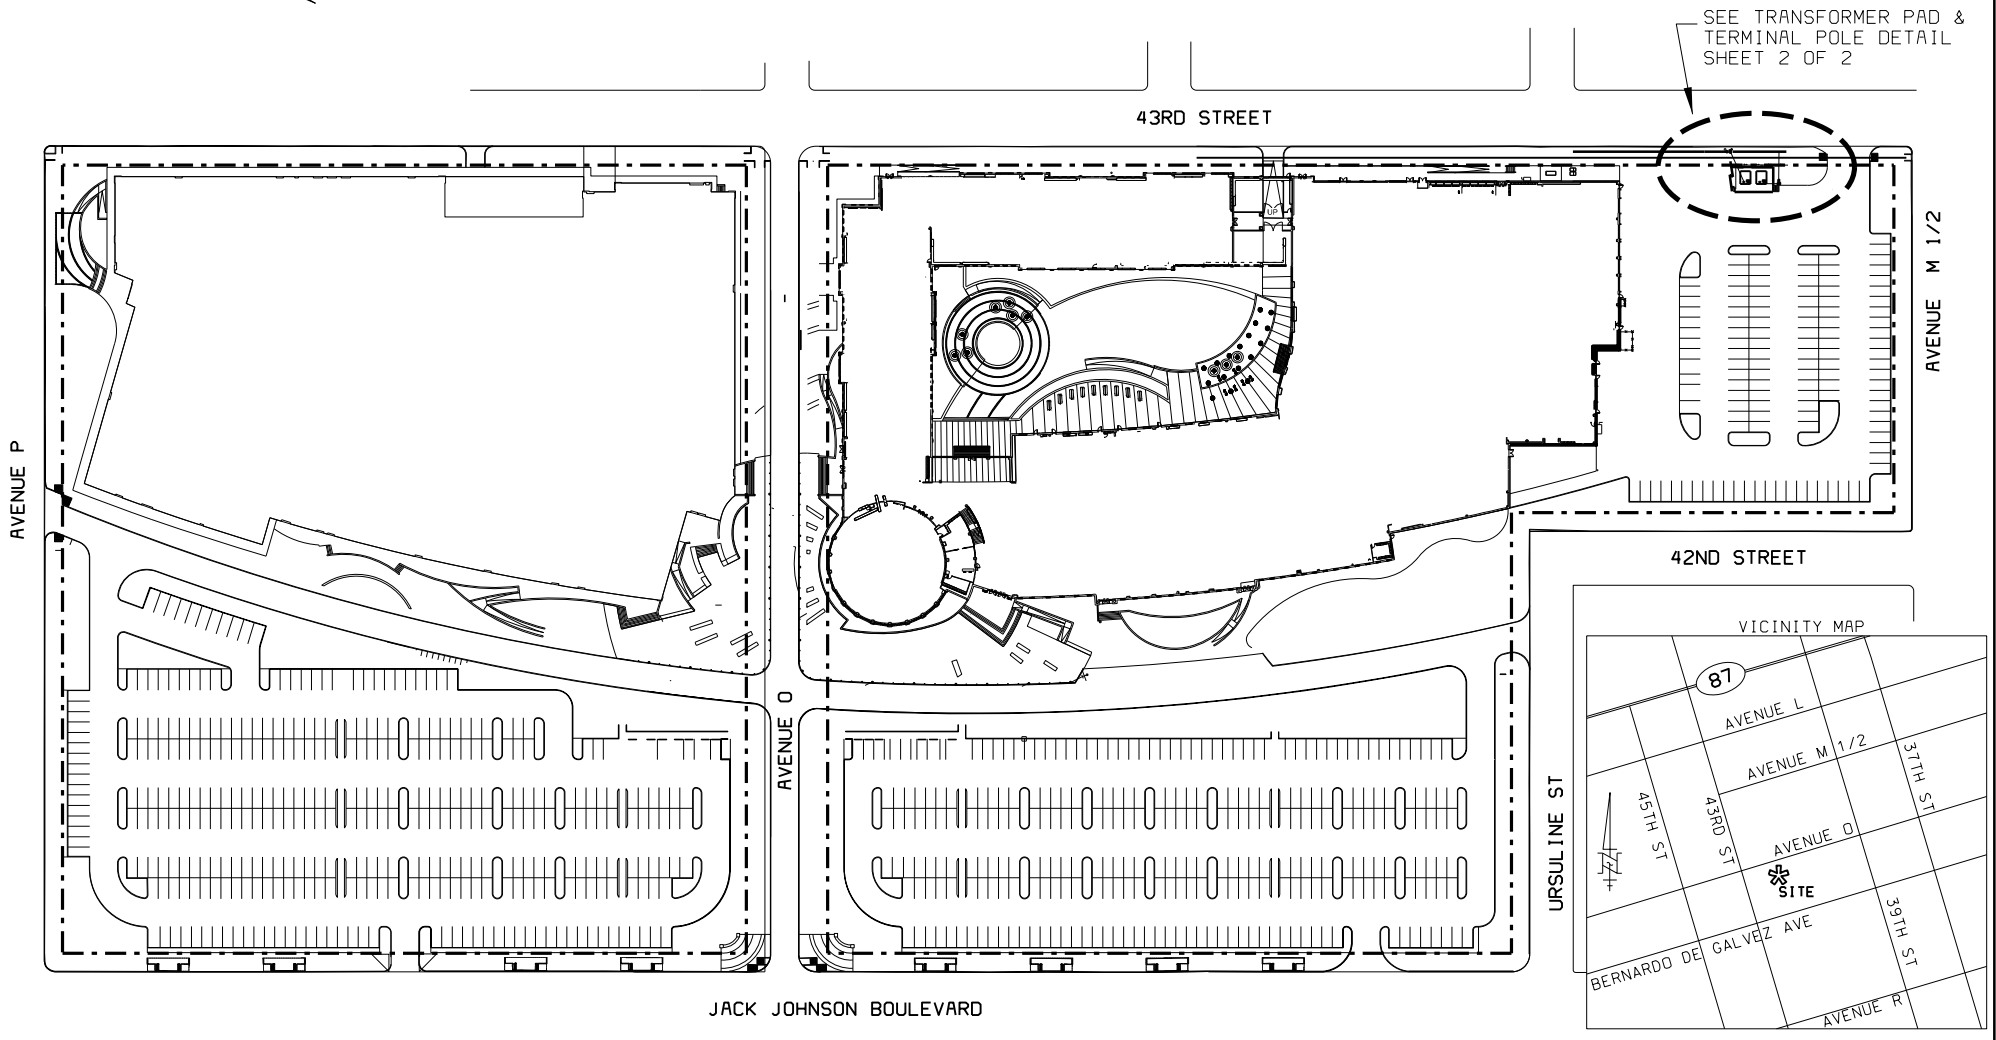 SEE TRANSFORMER PAD &
TERMINAL POLE DETAIL
SHEET 2 OF 2
43RD STREET
UP
AVENUE M 1/2
AVENUE P
42ND STREET
AVENUE O
URSULINE ST
JACK JOHNSON BOULEVARD
VICINITY MAP
87
AVENUE L
AVENUE M 1/2
37TH ST
45TH ST
43RD ST
AVENUE O
SITE
39TH ST
BERNARDO DE GALVEZ AVE
AVENUE R